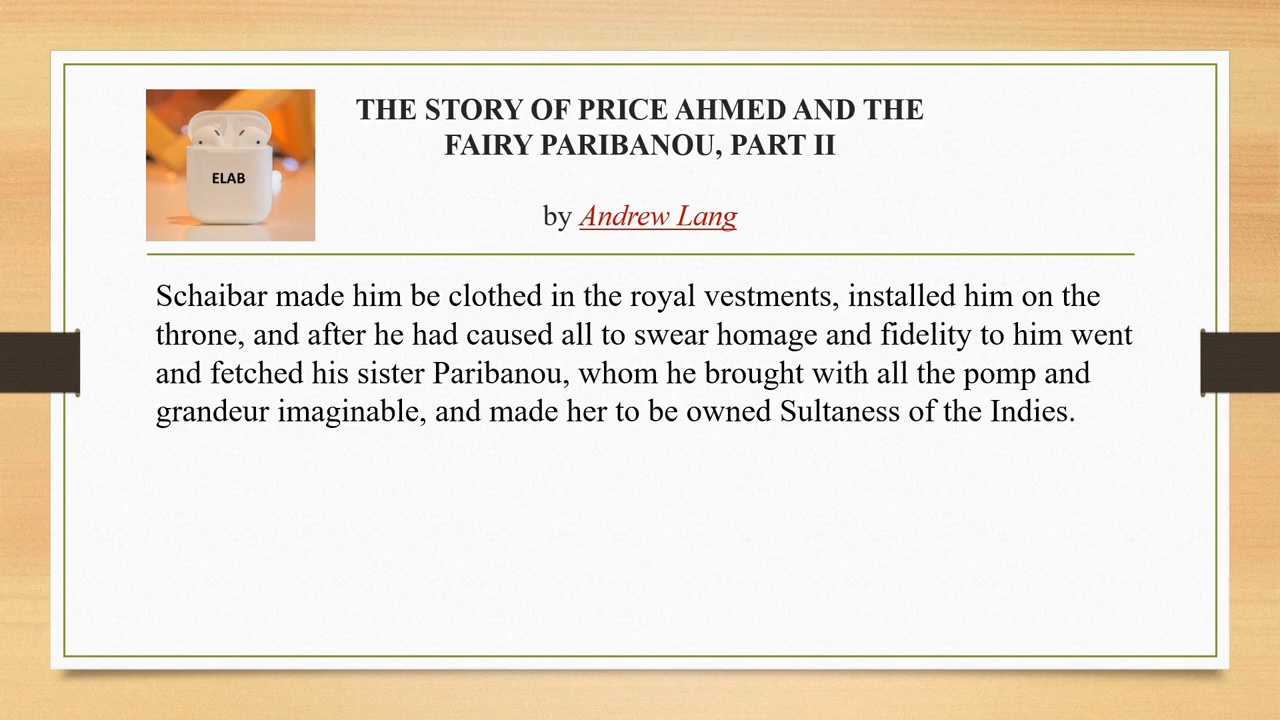 ELAB
THE STORY OF PRICE AHMED AND THE
FAIRY PARIBANOU, PART II
by Andrew Lang
Schaibar made him be clothed in the royal vestments, installed him on the
throne, and after he had caused all to swear homage and fidelity to him went
and fetched his sister Paribanou, whom he brought with all the pomp and
grandeur imaginable, and made her to be owned Sultaness of the Indies.